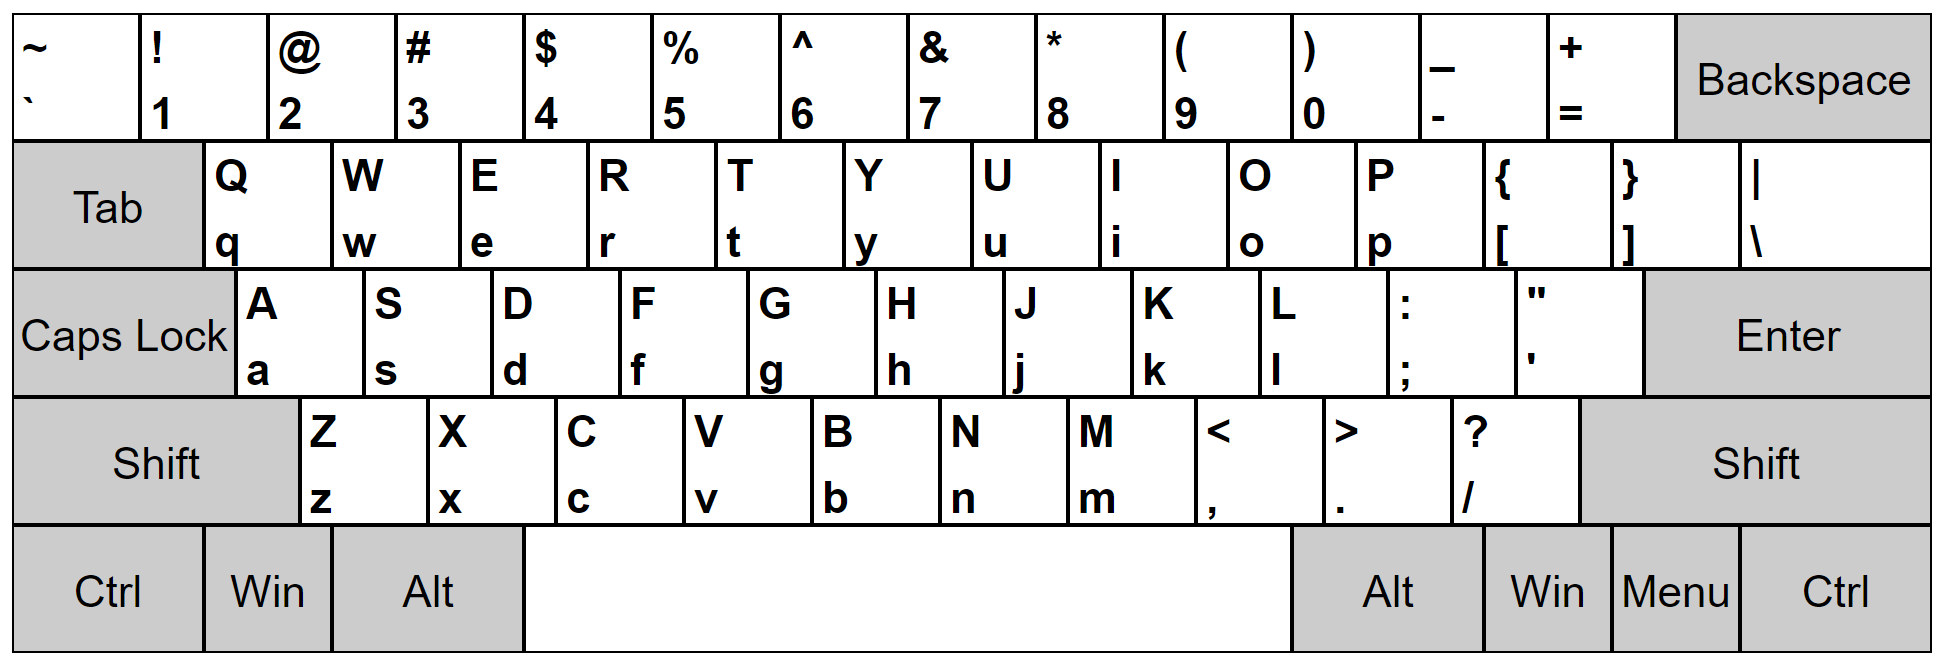 ~ ! @ # $ % ^ & * ( ) _ + Backspace
` 1 2 3 4 5 6 7 8 9 0 - =
Tab Q W E R T Y U I O P { } |
q w e r t y u i o p [ ] \
Caps Lock A S D F G H J K L : " Enter
a s d f g h j k l ; '
Shift Z X C V B N M < > ? Shift
z x c v b n m , . /
Ctrl Win Alt Alt Win Menu Ctrl